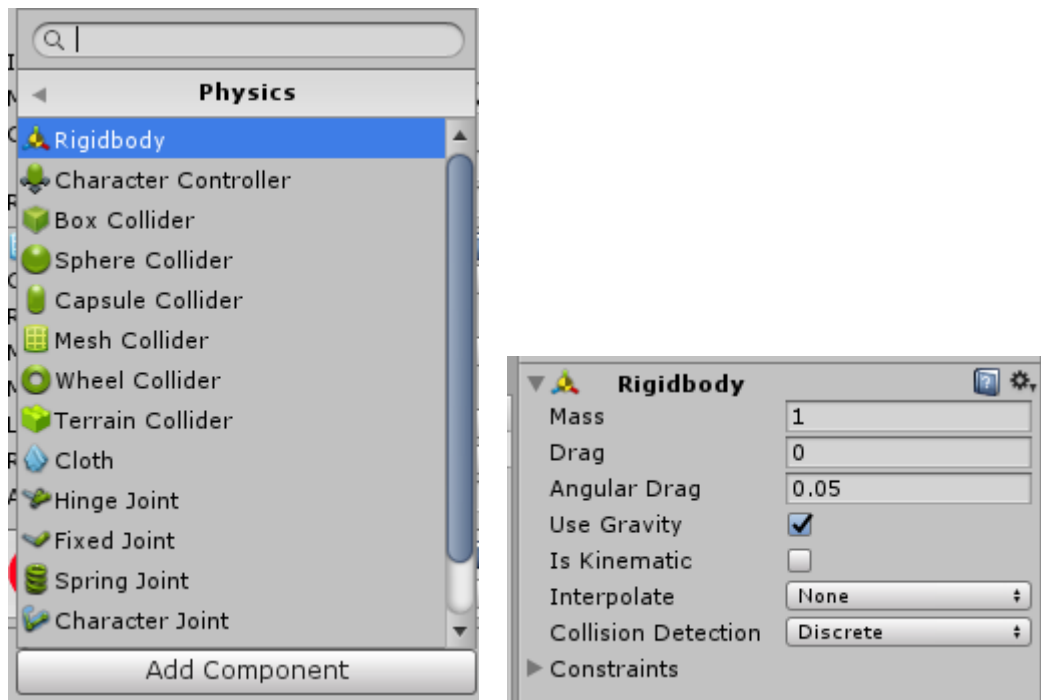 Physics
Rigidbody
Character Controller
Box Collider
Sphere Collider
Capsule Collider
Mesh Collider
Wheel Collider
Terrain Collider
Cloth
Hinge Joint
Fixed Joint
Spring Joint
Character Joint
Add Component
Rigidbody
Mass 1
Drag 0
Angular Drag 0.05
Use Gravity
Is Kinematic
Interpolate None
Collision Detection Discrete
Constraints